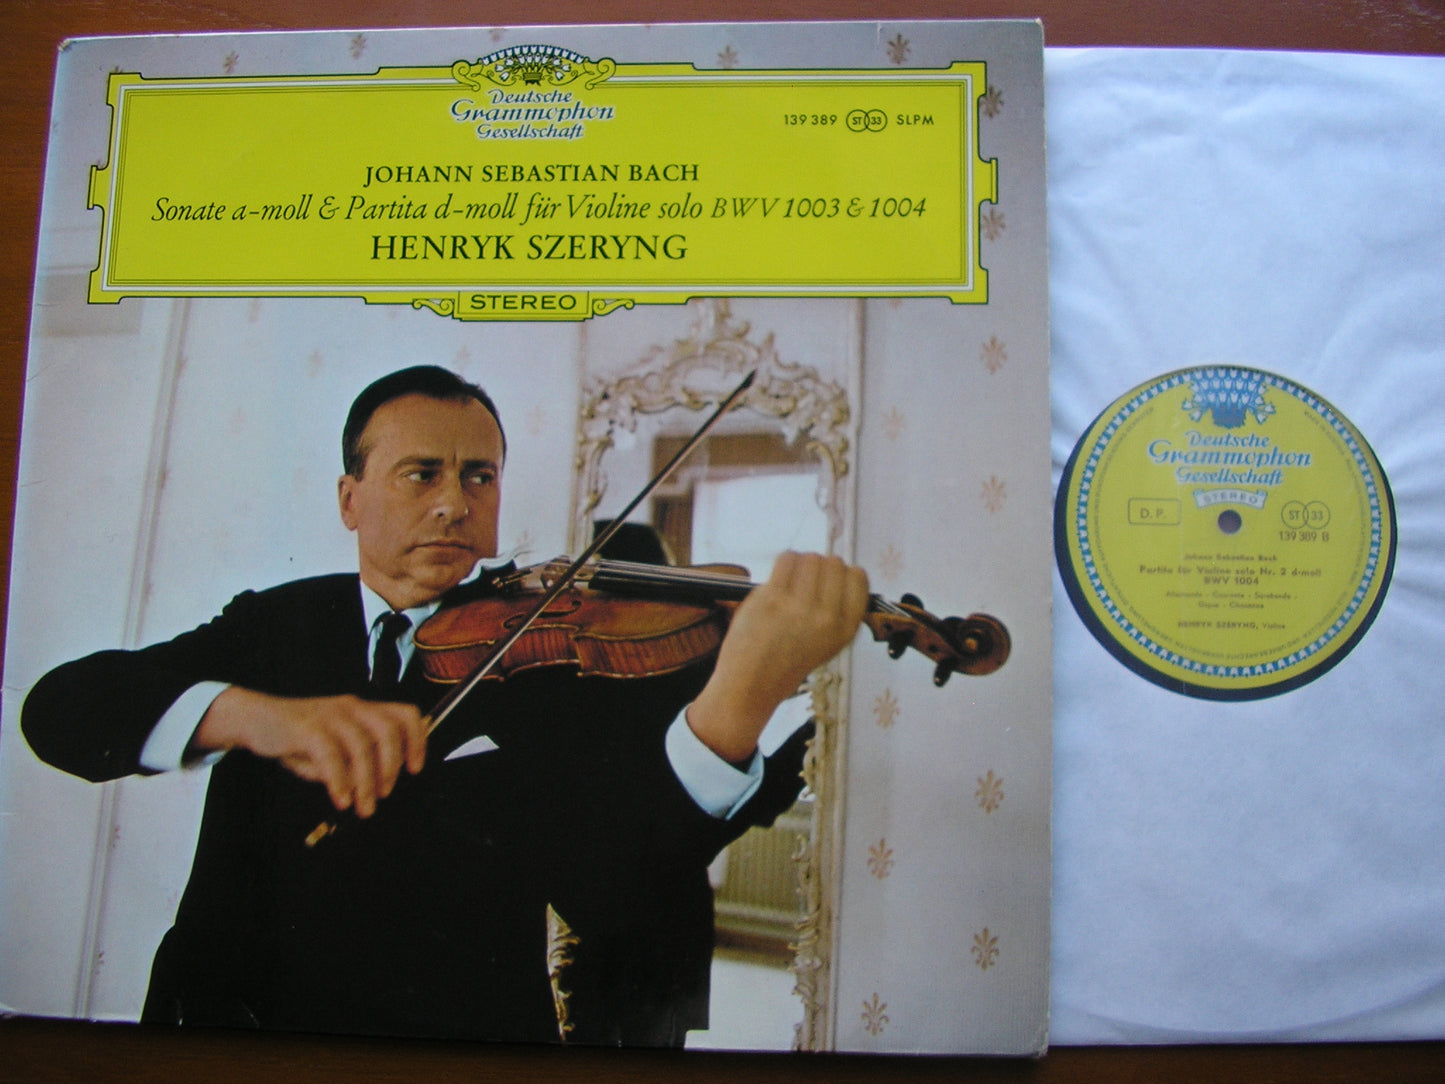 Deutsche
Grammophon
Gesellschaft
139 389 ST 33 SLPM
JOHANN SEBASTIAN BACH
Sonate a-moll & Partita d-moll für Violine solo BWV 1003 & 1004
HENRYK SZERYNG
STEREO
Deutsche
Grammophon
Gesellschaft
STEREO
D. P.
ST 33
139 389 B
Johann Sebastian Bach
Partita für Violine solo Nr. 2 d-moll
BWV 1004
Allemande - Courante - Sarabande -
Gigue - Chaconne
HENRYK SZERYNG, Violine